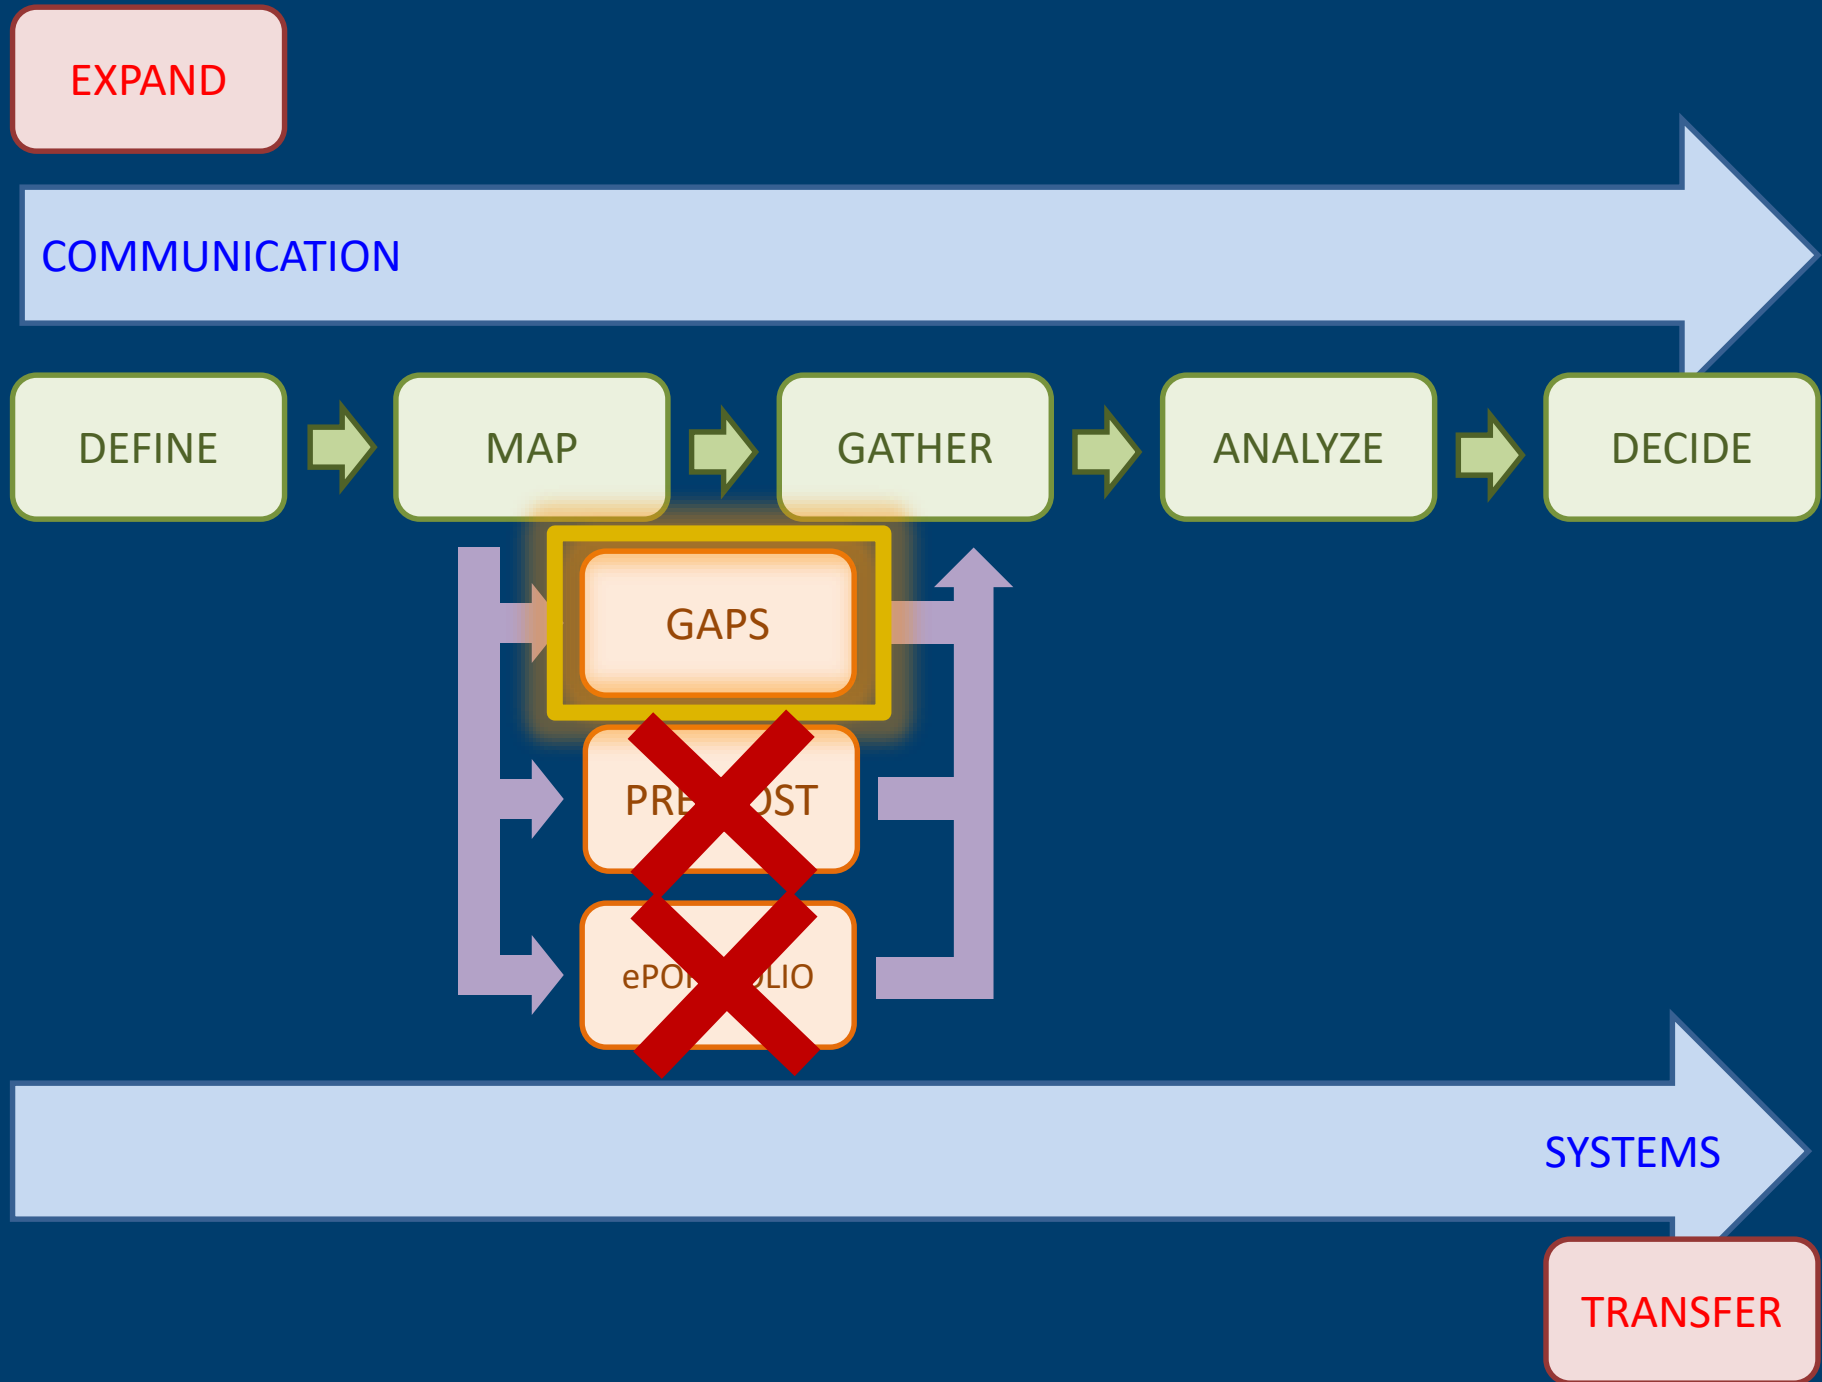 EXPAND
COMMUNICATION
DEFINE
MAP
GATHER
ANALYZE
DECIDE
GAPS
SYSTEMS
TRANSFER